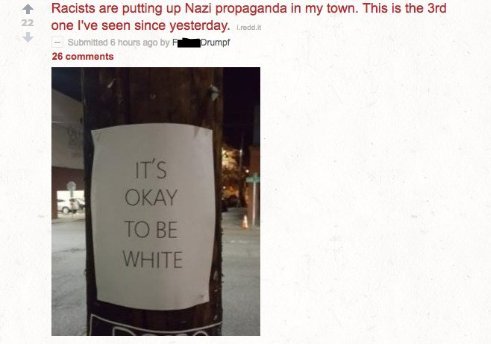 Racists are putting up Nazi propaganda in my town. This is the 3rd
22
one I've seen since yesterday. i.redd.it
Submitted 6 hours ago by F Drumpf
26 comments
IT'S
OKAY
TO BE
WHITE